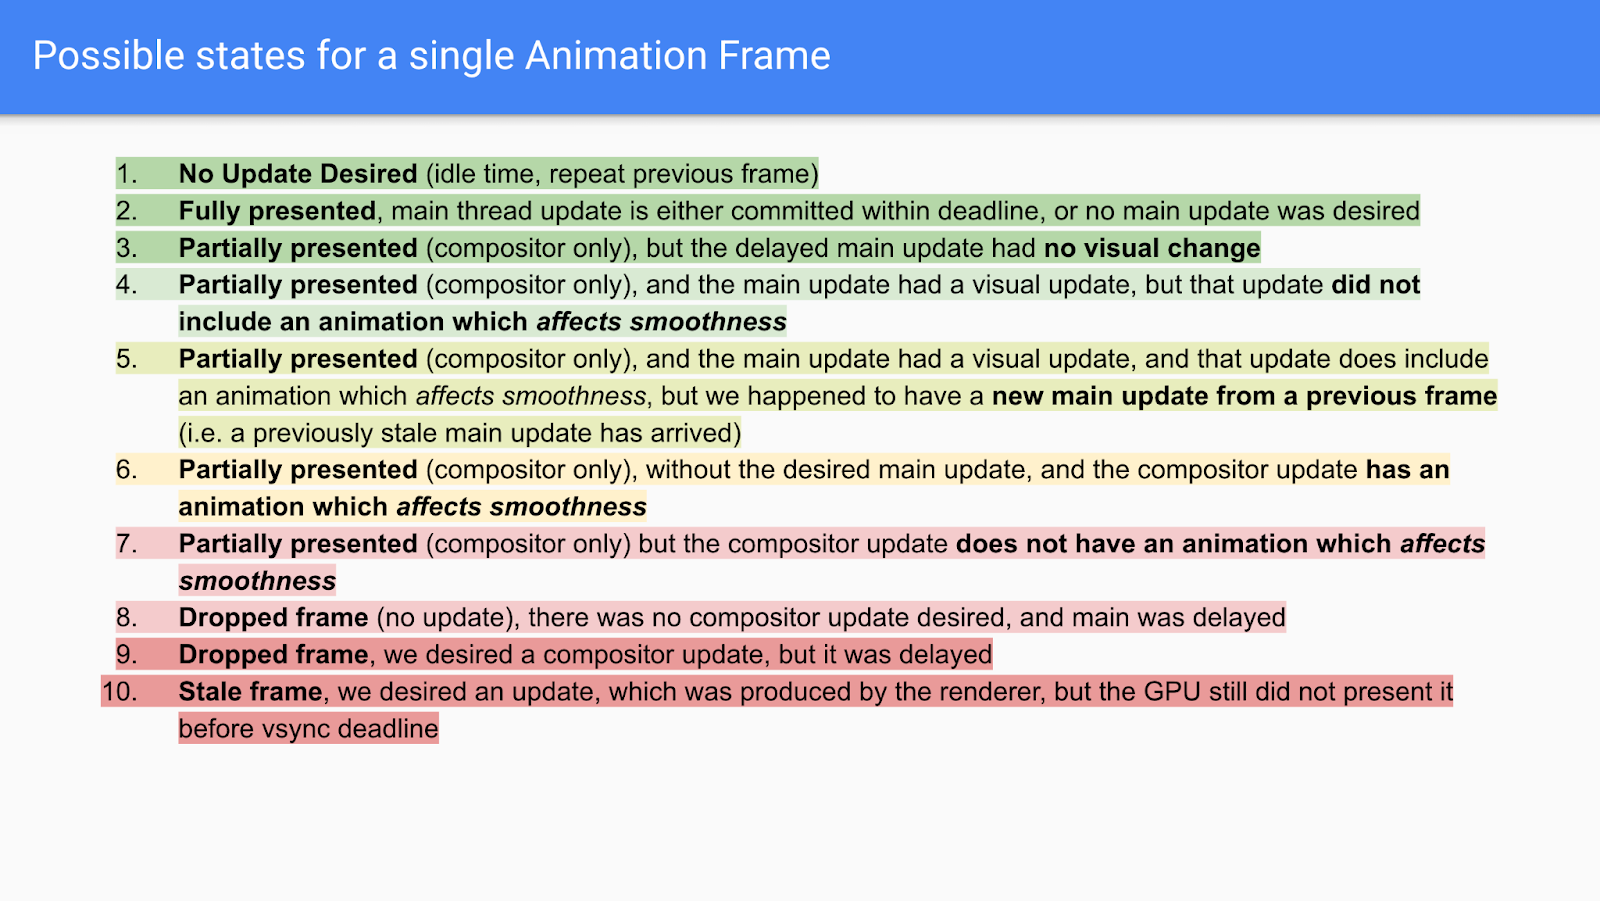 Possible states for a single Animation Frame
1. No Update Desired (idle time, repeat previous frame)
2. Fully presented, main thread update is either committed within deadline, or no main update was desired
3. Partially presented (compositor only), but the delayed main update had no visual change
4. Partially presented (compositor only), and the main update had a visual update, but that update did not
include an animation which affects smoothness
5. Partially presented (compositor only), and the main update had a visual update, and that update does include
an animation which affects smoothness, but we happened to have a new main update from a previous frame
(i.e. a previously stale main update has arrived)
6. Partially presented (compositor only), without the desired main update, and the compositor update has an
animation which affects smoothness
7. Partially presented (compositor only) but the compositor update does not have an animation which affects
smoothness
8. Dropped frame (no update), there was no compositor update desired, and main was delayed
9. Dropped frame, we desired a compositor update, but it was delayed
10. Stale frame, we desired an update, which was produced by the renderer, but the GPU still did not present it
before vsync deadline